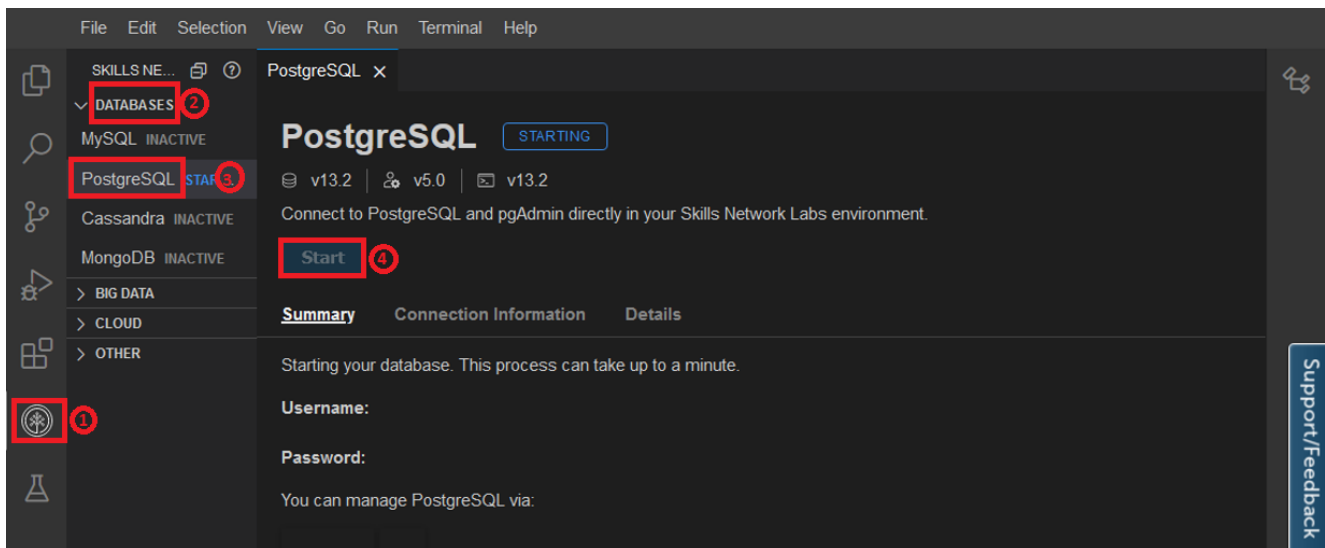 File Edit Selection View Go Run Terminal Help
SKILLS NE...
PostgreSQL
DATABASES 2
MySQL INACTIVE
PostgreSQL 3
Cassandra INACTIVE
MongoDB INACTIVE
BIG DATA
CLOUD
OTHER
1
PostgreSQL STARTING
v13.2 v5.0 v13.2
Connect to PostgreSQL and pgAdmin directly in your Skills Network Labs environment.
Start 4
Summary Connection Information Details
Starting your database. This process can take up to a minute.
Username:
Password:
You can manage PostgreSQL via:
Support/Feedback